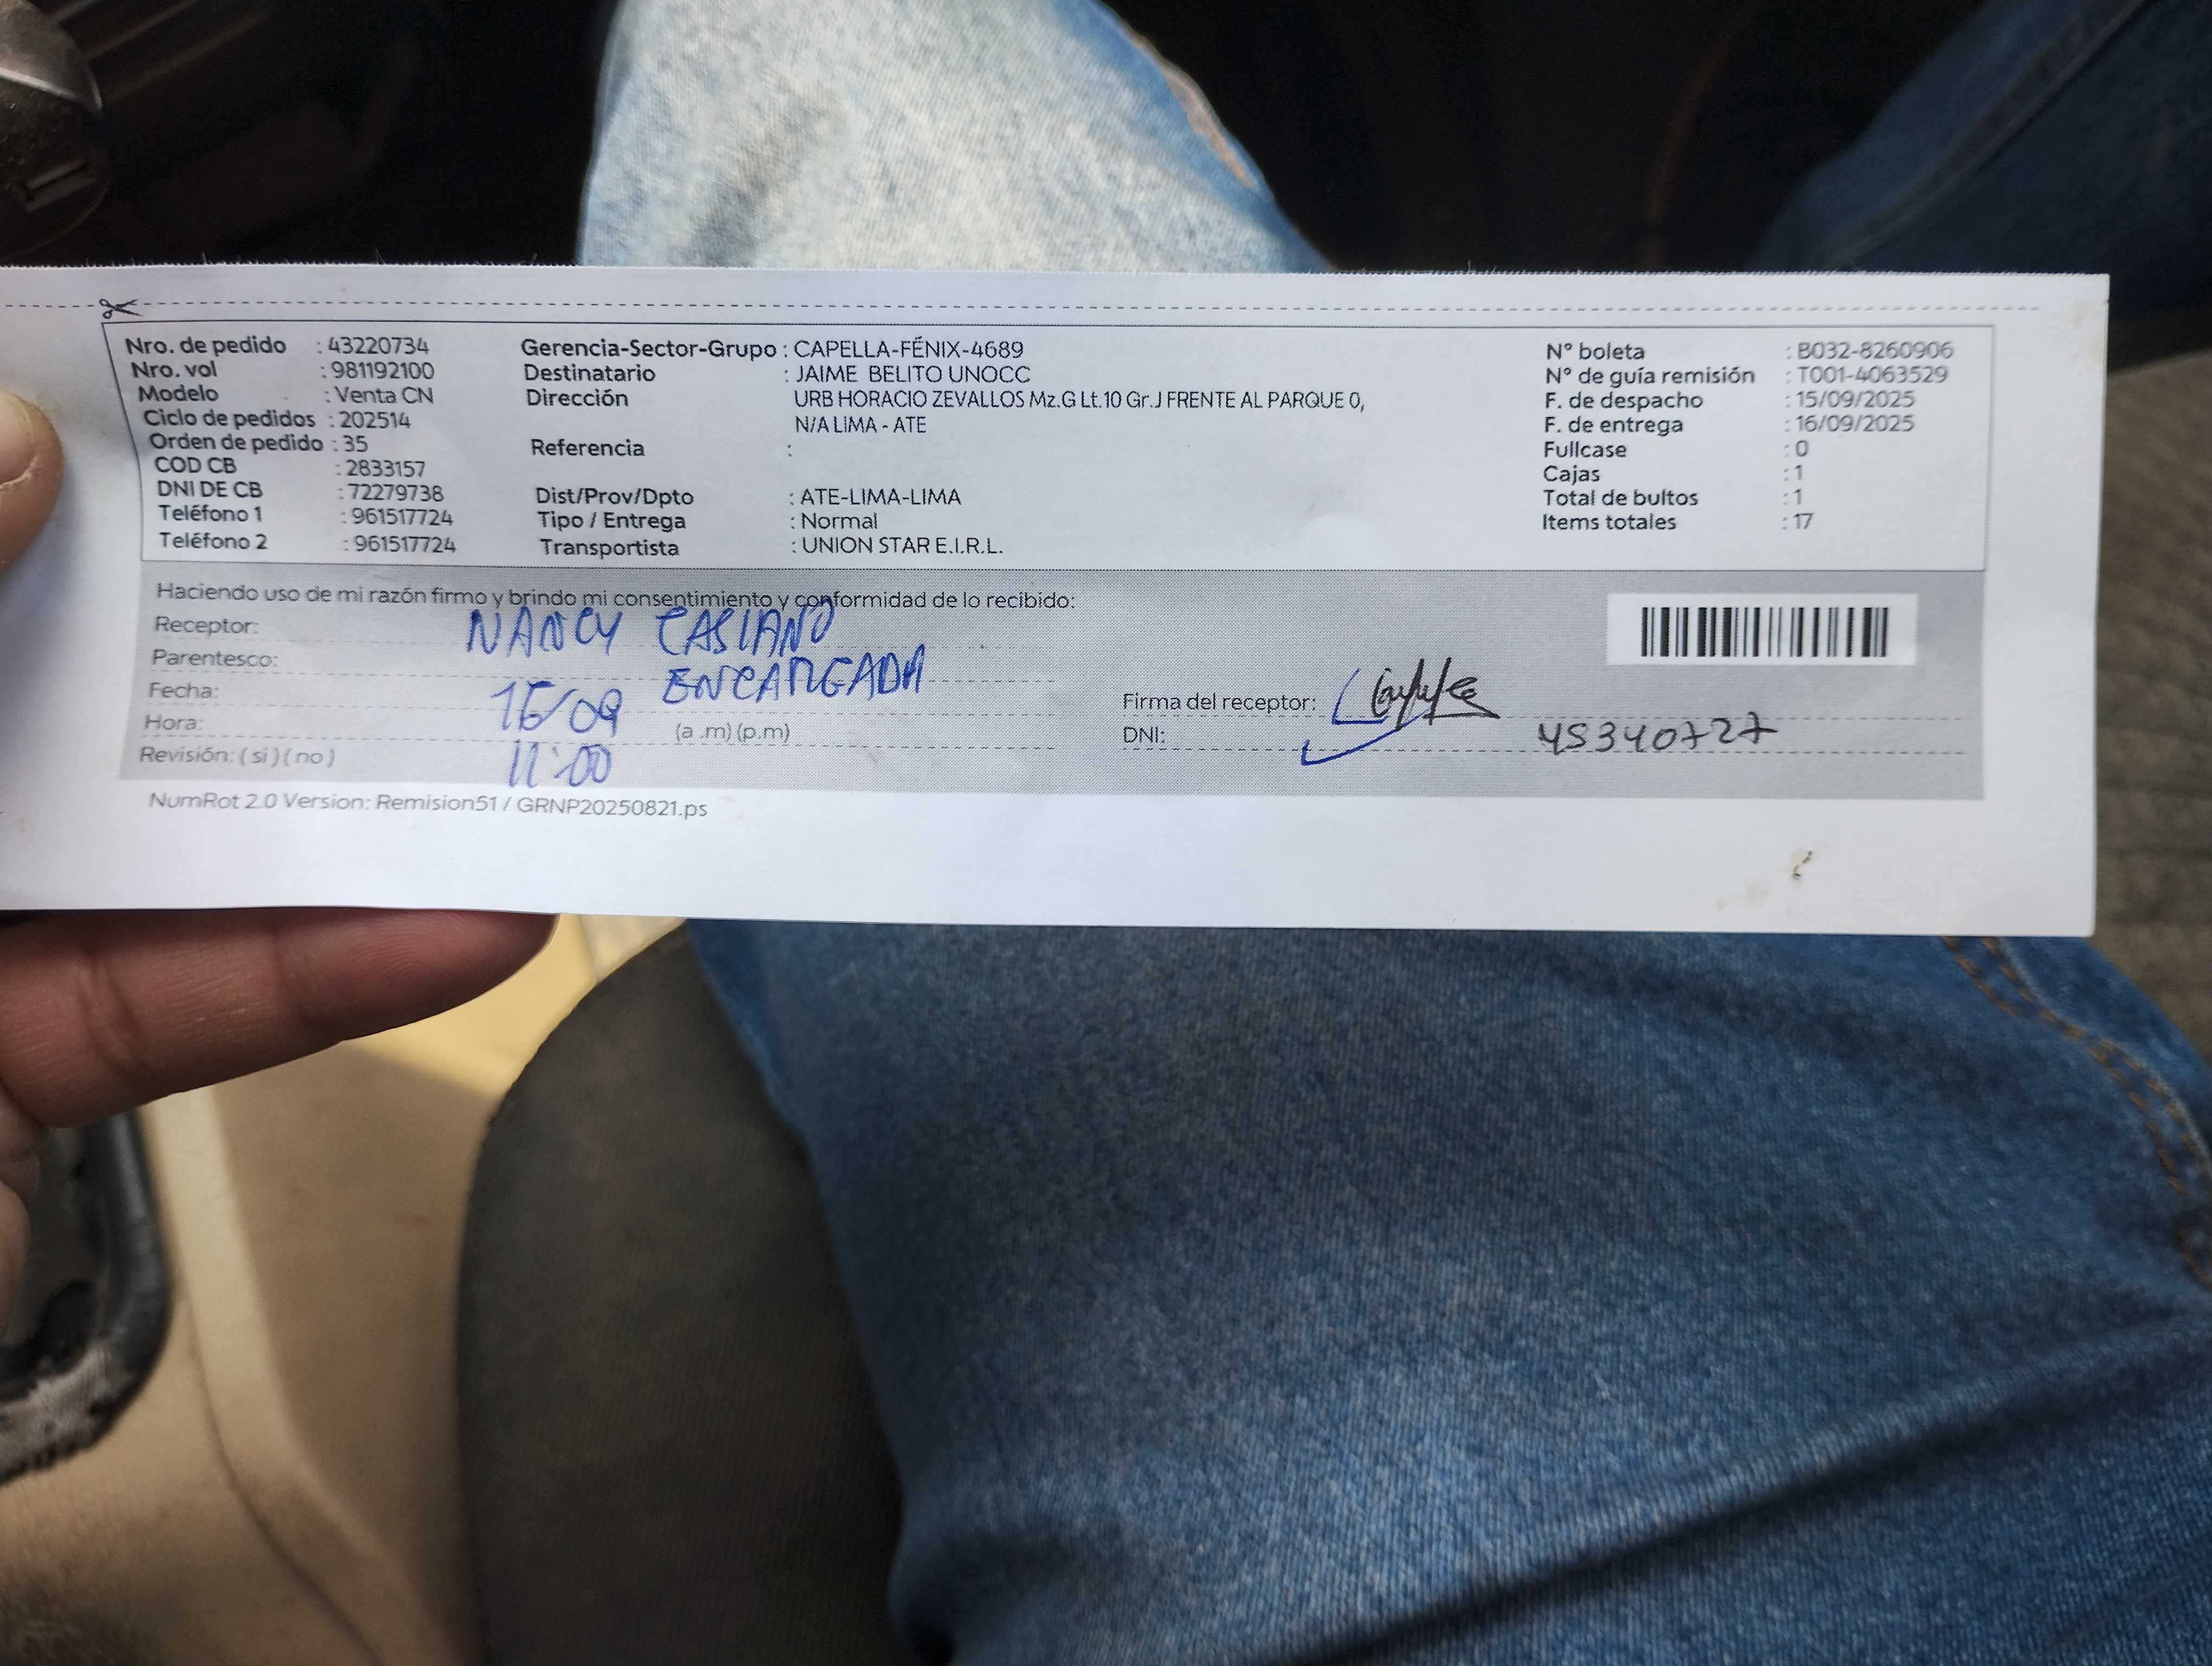 Nro. de pedido : 43220734
Nro. vol : 981192100
Modelo : Venta CN
Ciclo de pedidos : 202514
Orden de pedido : 35
COD CB : 2833157
DNI DE CB : 72279738
Teléfono 1 : 961517724
Teléfono 2 : 961517724
Gerencia-Sector-Grupo : CAPELLA-FÉNIX-4689
Destinatario : JAIME BELITO UNOCC
Dirección URB HORACIO ZEVALLOS Mz.G Lt.10 Gr.J FRENTE AL PARQUE 0,
N/A LIMA - ATE
Referencia :
Dist/Prov/Dpto : ATE-LIMA-LIMA
Tipo / Entrega : Normal
Transportista : UNION STAR E.I.R.L.
N° boleta : B032-8260906
N° de guía remisión : T001-4063529
F. de despacho : 15/09/2025
F. de entrega : 16/09/2025
Fullcase : 0
Cajas : 1
Total de bultos : 1
Items totales : 17
Haciendo uso de mi razón firmo y brindo mi consentimiento y conformidad de lo recibido:
Receptor: NANCY CASIANO
Parentesco: ENCARGADA
Fecha: 16/09
Hora: (a .m) (p.m)
Revisión: ( si ) ( no ) 11:00
Firma del receptor:
DNI: 45340727
NumRot 2.0 Version: Remision51 / GRNP20250821.ps